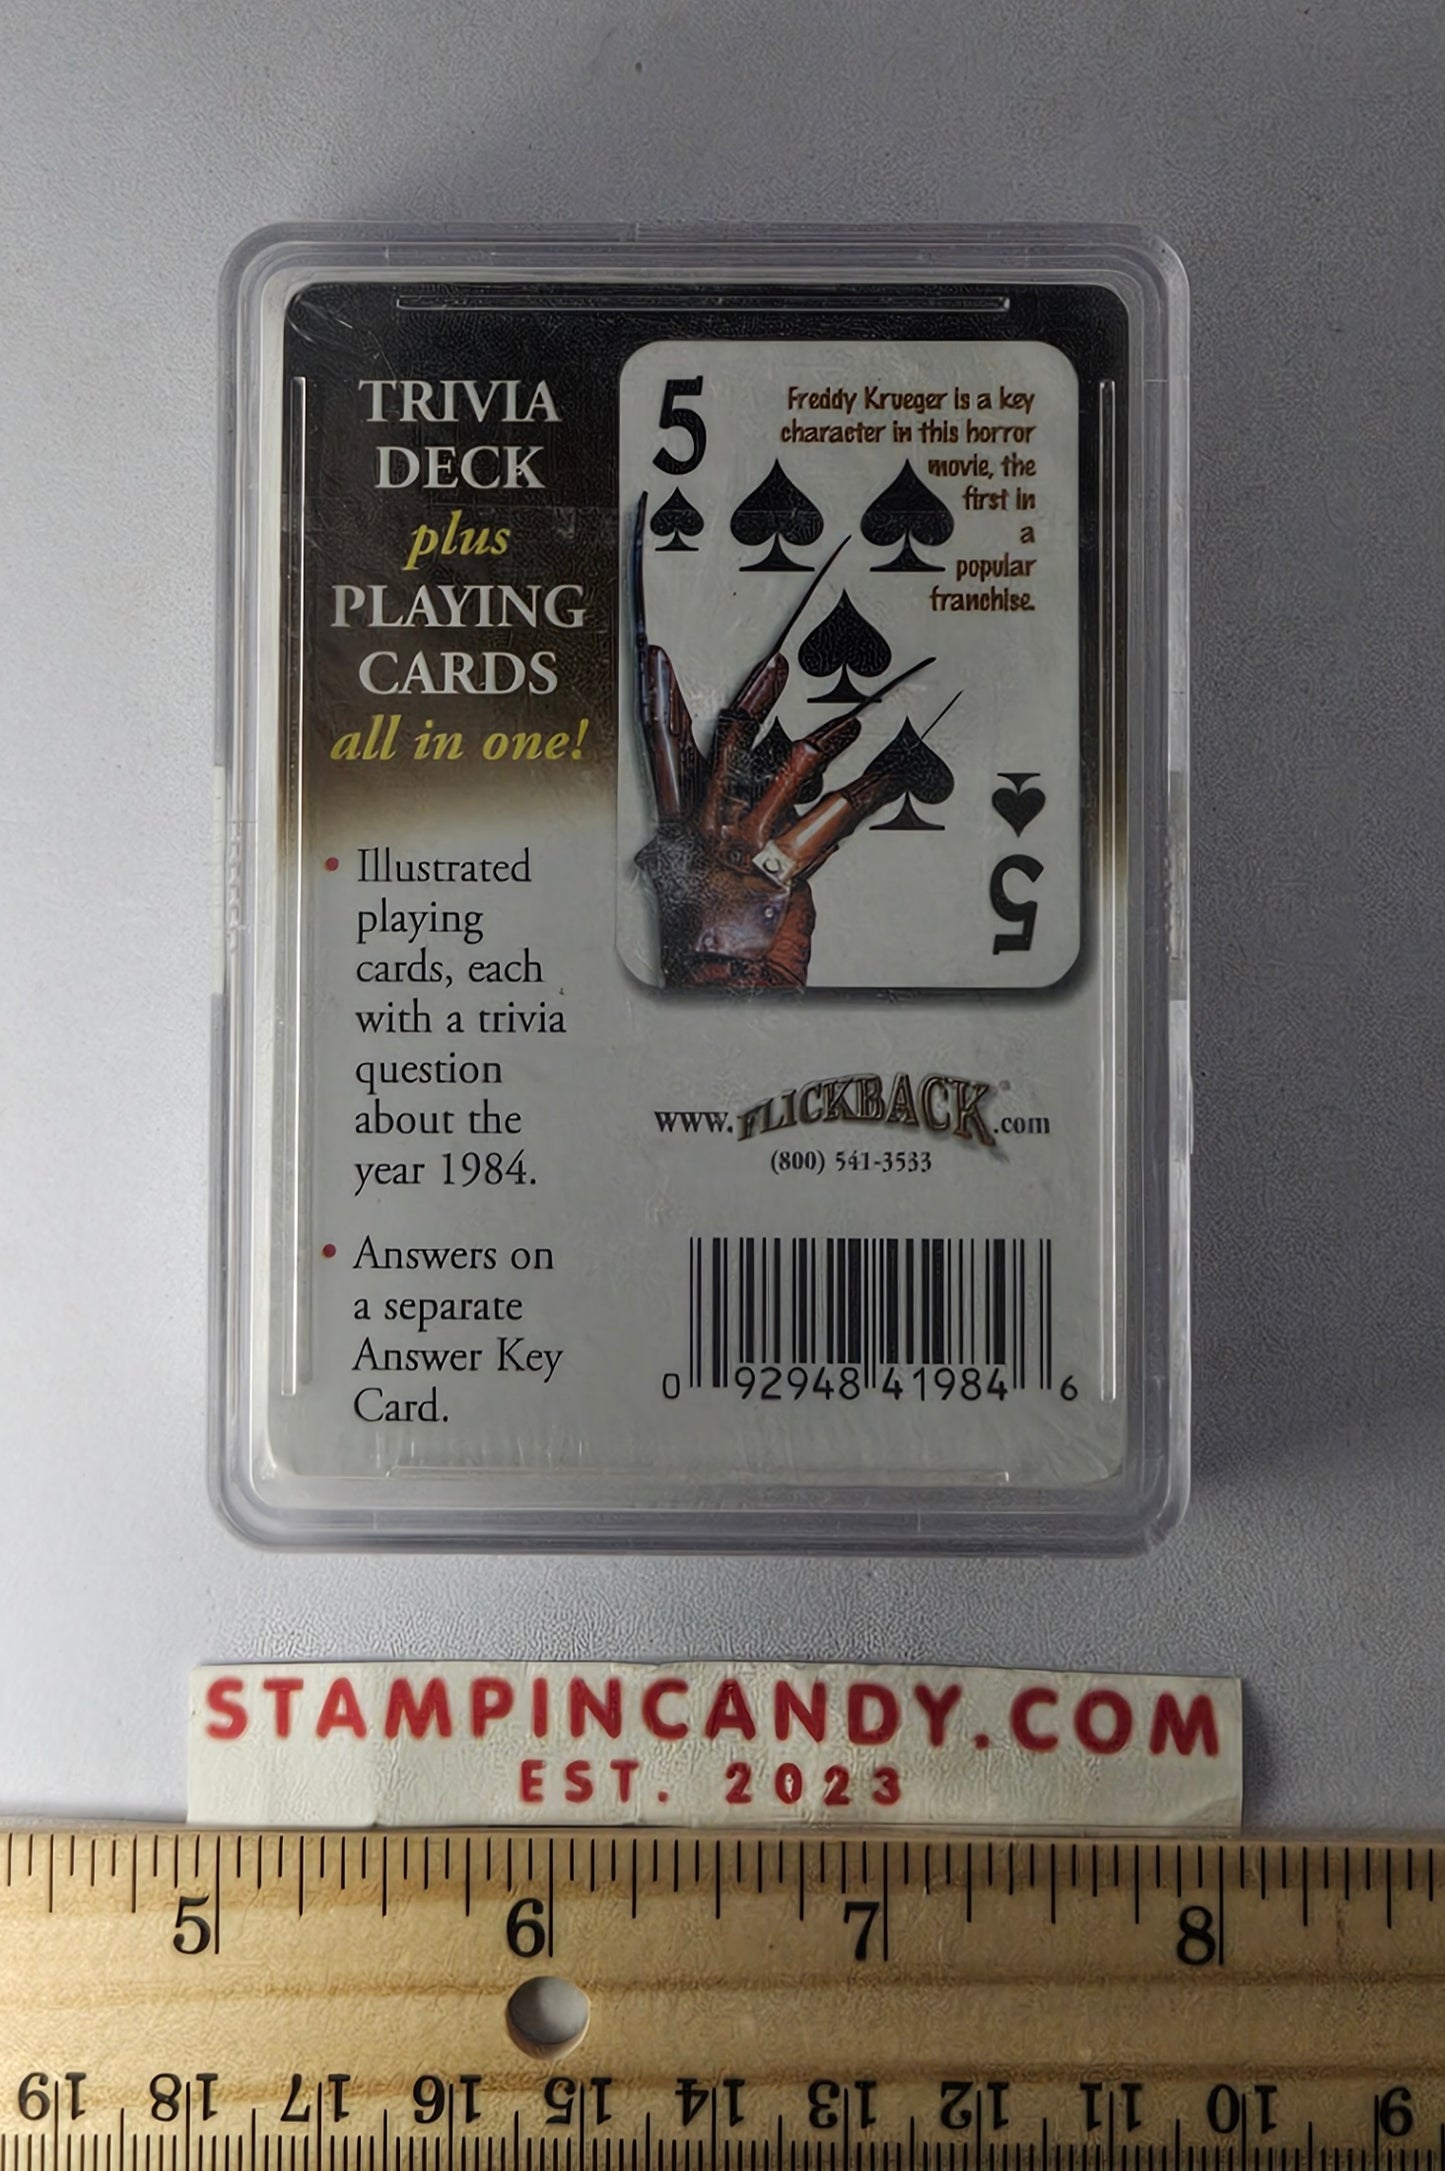 TRIVIA
DECK
plus
PLAYING
CARDS
all in one!
• Illustrated
playing
cards, each
with a trivia
question
about the
year 1984.
• Answers on
a separate
Answer Key
Card.
5
Freddy Krueger is a key
character in this horror
movie, the
first in
a
popular
franchise.
5
www.FLICKBACK®.com
(800) 541-3533
0 92948 41984 6
STAMPINCANDY.COM
EST. 2023
5 6 7 8
19 18 17 16 15 14 13 12 11 10 9